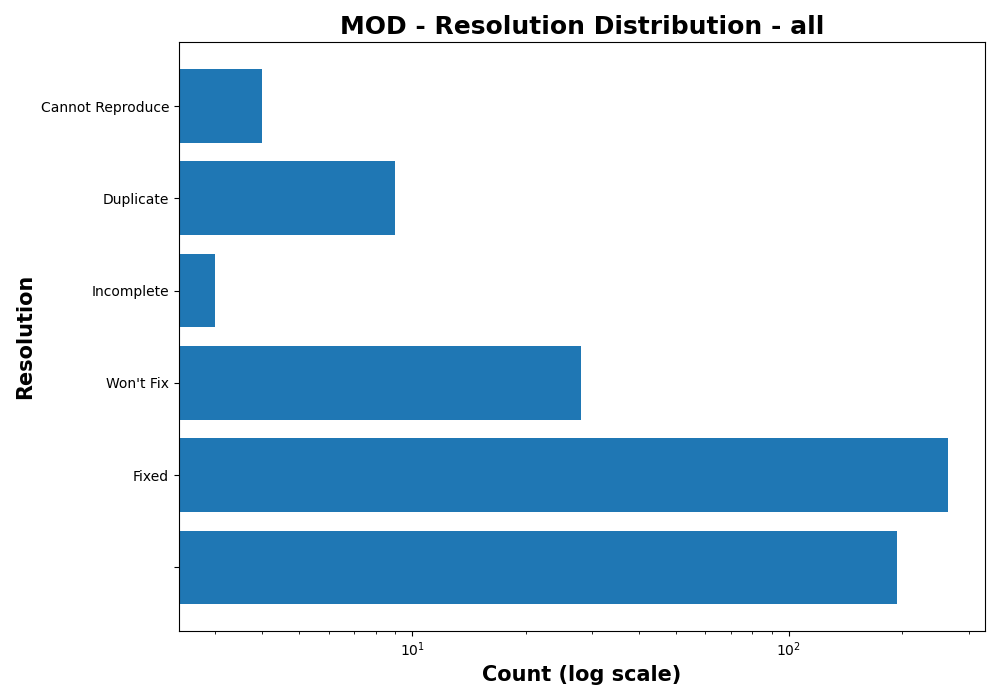 MOD - Resolution Distribution - all
Cannot Reproduce
Duplicate
Incomplete
Won't Fix
Fixed
Resolution
10¹
10²
Count (log scale)